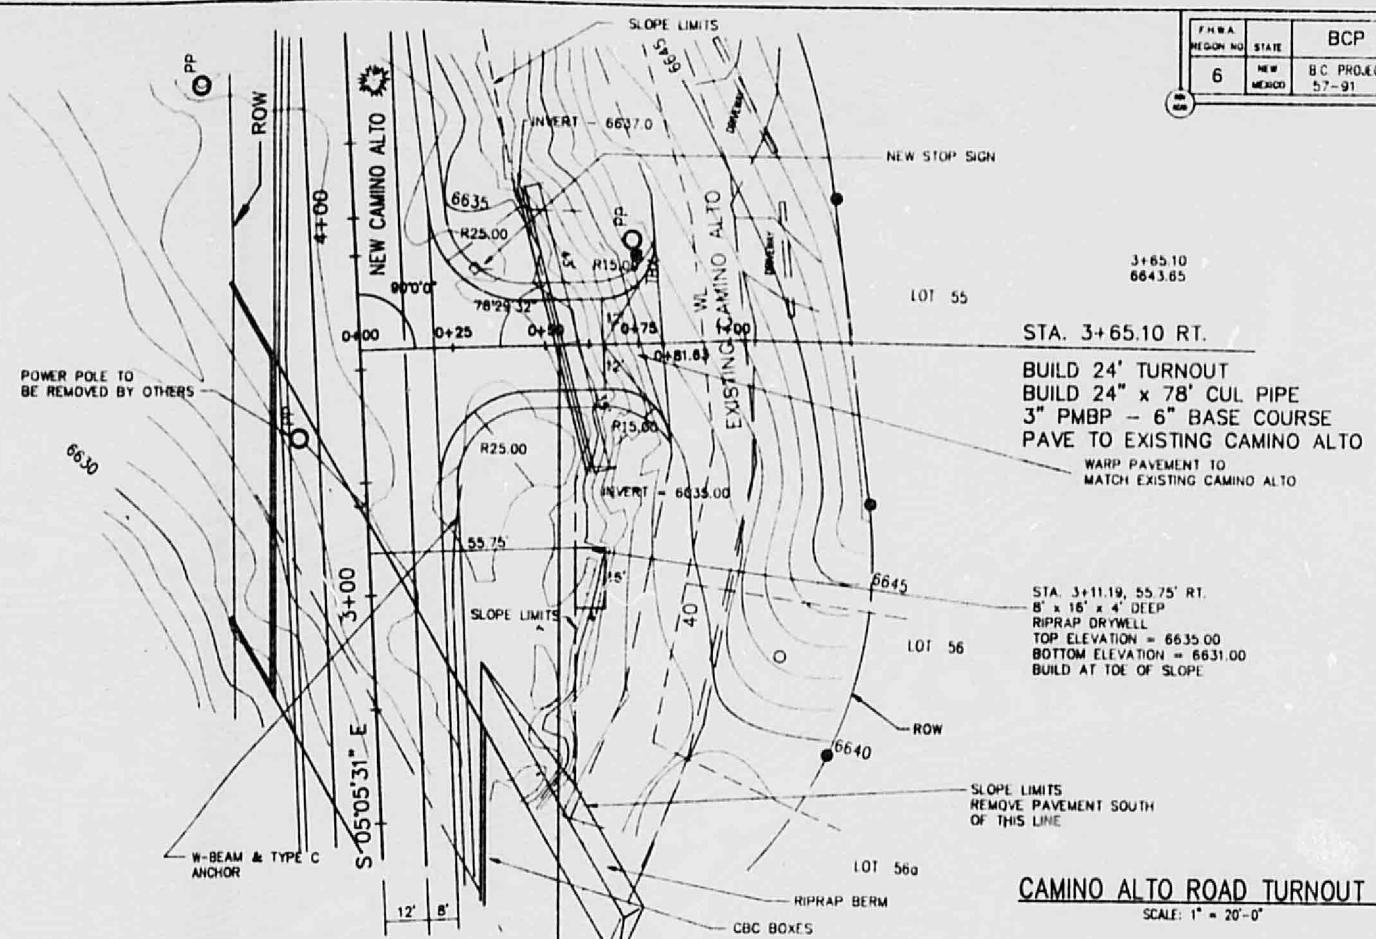 SLOPE LIMITS
F.H.W.A.
REGION NO
STATE
BCP
6
NEW
MEXICO
B.C. PROJEC
57-91
PP
ROW
NEW CAMINO ALTO
4+00
INVERT - 6637.0
6645
DRIVEWAY
NEW STOP SIGN
6635
R25.00
PP
R15.00
45'
EXISTING CAMINO ALTO
WL
DRIVEWAY
LOT 55
3+65.10
6643.65
78°29'32"
12'
0+00
0+25
0+50
0+75
1+00
0+81.63
12'
STA. 3+65.10 RT.
BUILD 24' TURNOUT
BUILD 24" x 78' CUL PIPE
3" PMBP - 6" BASE COURSE
PAVE TO EXISTING CAMINO ALTO
WARP PAVEMENT TO
MATCH EXISTING CAMINO ALTO
POWER POLE TO
BE REMOVED BY OTHERS
PP
R15.00
R25.00
6630
INVERT = 6635.00
55.75'
3+00
16'
6645
SLOPE LIMITS
40
LOT 56
STA. 3+11.19, 55.75' RT.
8' x 16' x 4' DEEP
RIPRAP DRYWELL
TOP ELEVATION = 6635.00
BOTTOM ELEVATION = 6631.00
BUILD AT TOE OF SLOPE
ROW
6640
S 05°05'31" E
SLOPE LIMITS
REMOVE PAVEMENT SOUTH
OF THIS LINE
W-BEAM & TYPE C
ANCHOR
LOT 56a
RIPRAP BERM
12'
8'
CBC BOXES
CAMINO ALTO ROAD TURNOUT
SCALE: 1" = 20'-0"